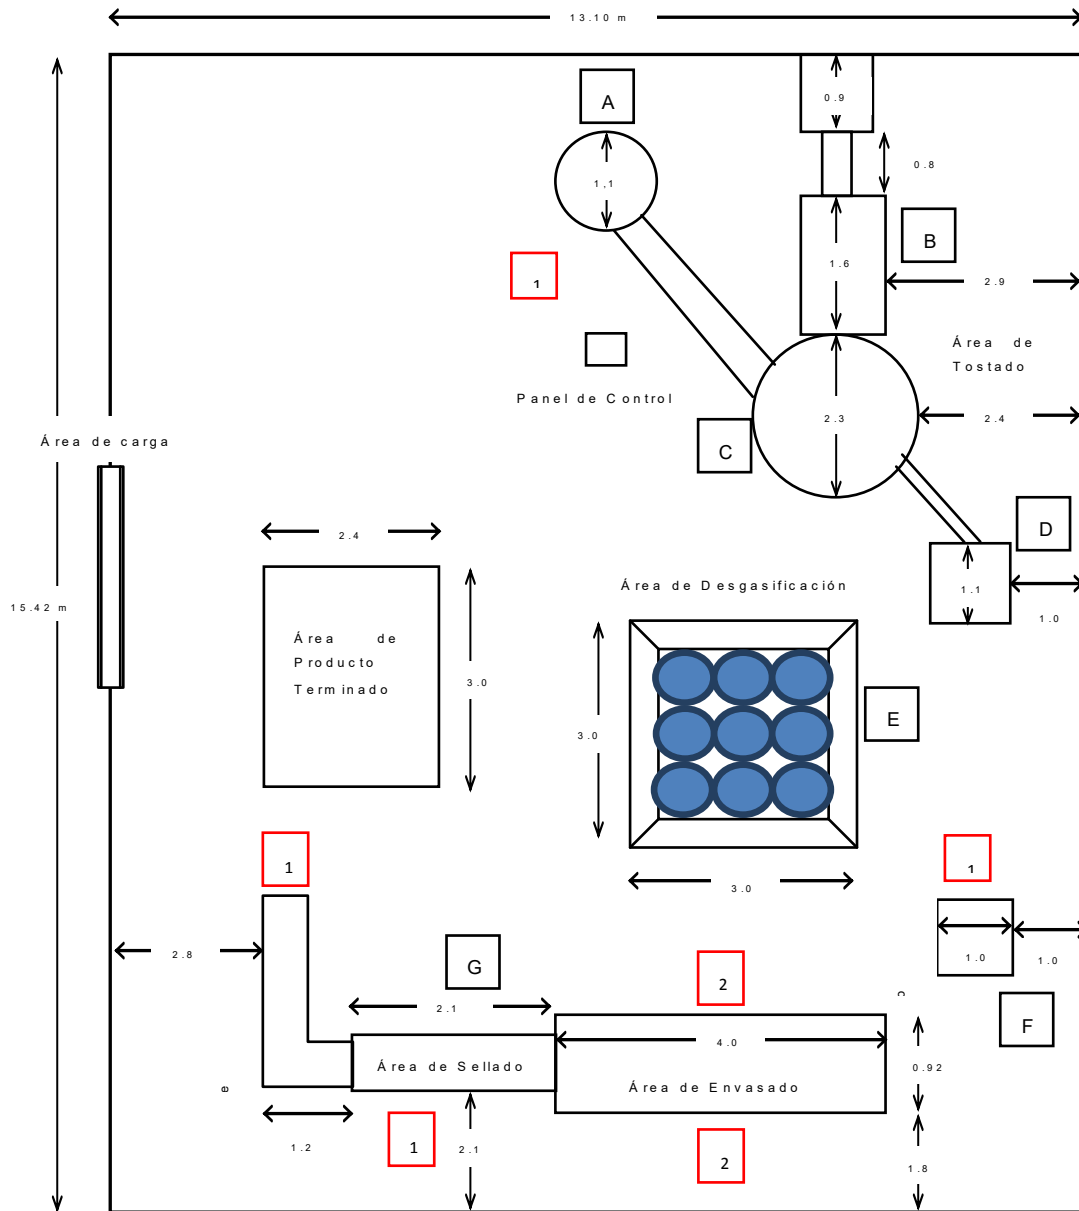 13.10 m
A
0.9
0.8
1,1
B
1
1.6
2.9
Área de
Tostado
Panel de Control
2.3
2.4
C
Área de carga
D
2.4
1.1
1.0
Área de Desgasificación
15.42 m
Área de
Producto
Terminado
3.0
3.0
E
3.0
1
1
2.8
G
2
1.0
1.0
2.1
F
4.0
Área de Sellado
Área de Envasado
0.92
1.2
1
2.1
2
1.8